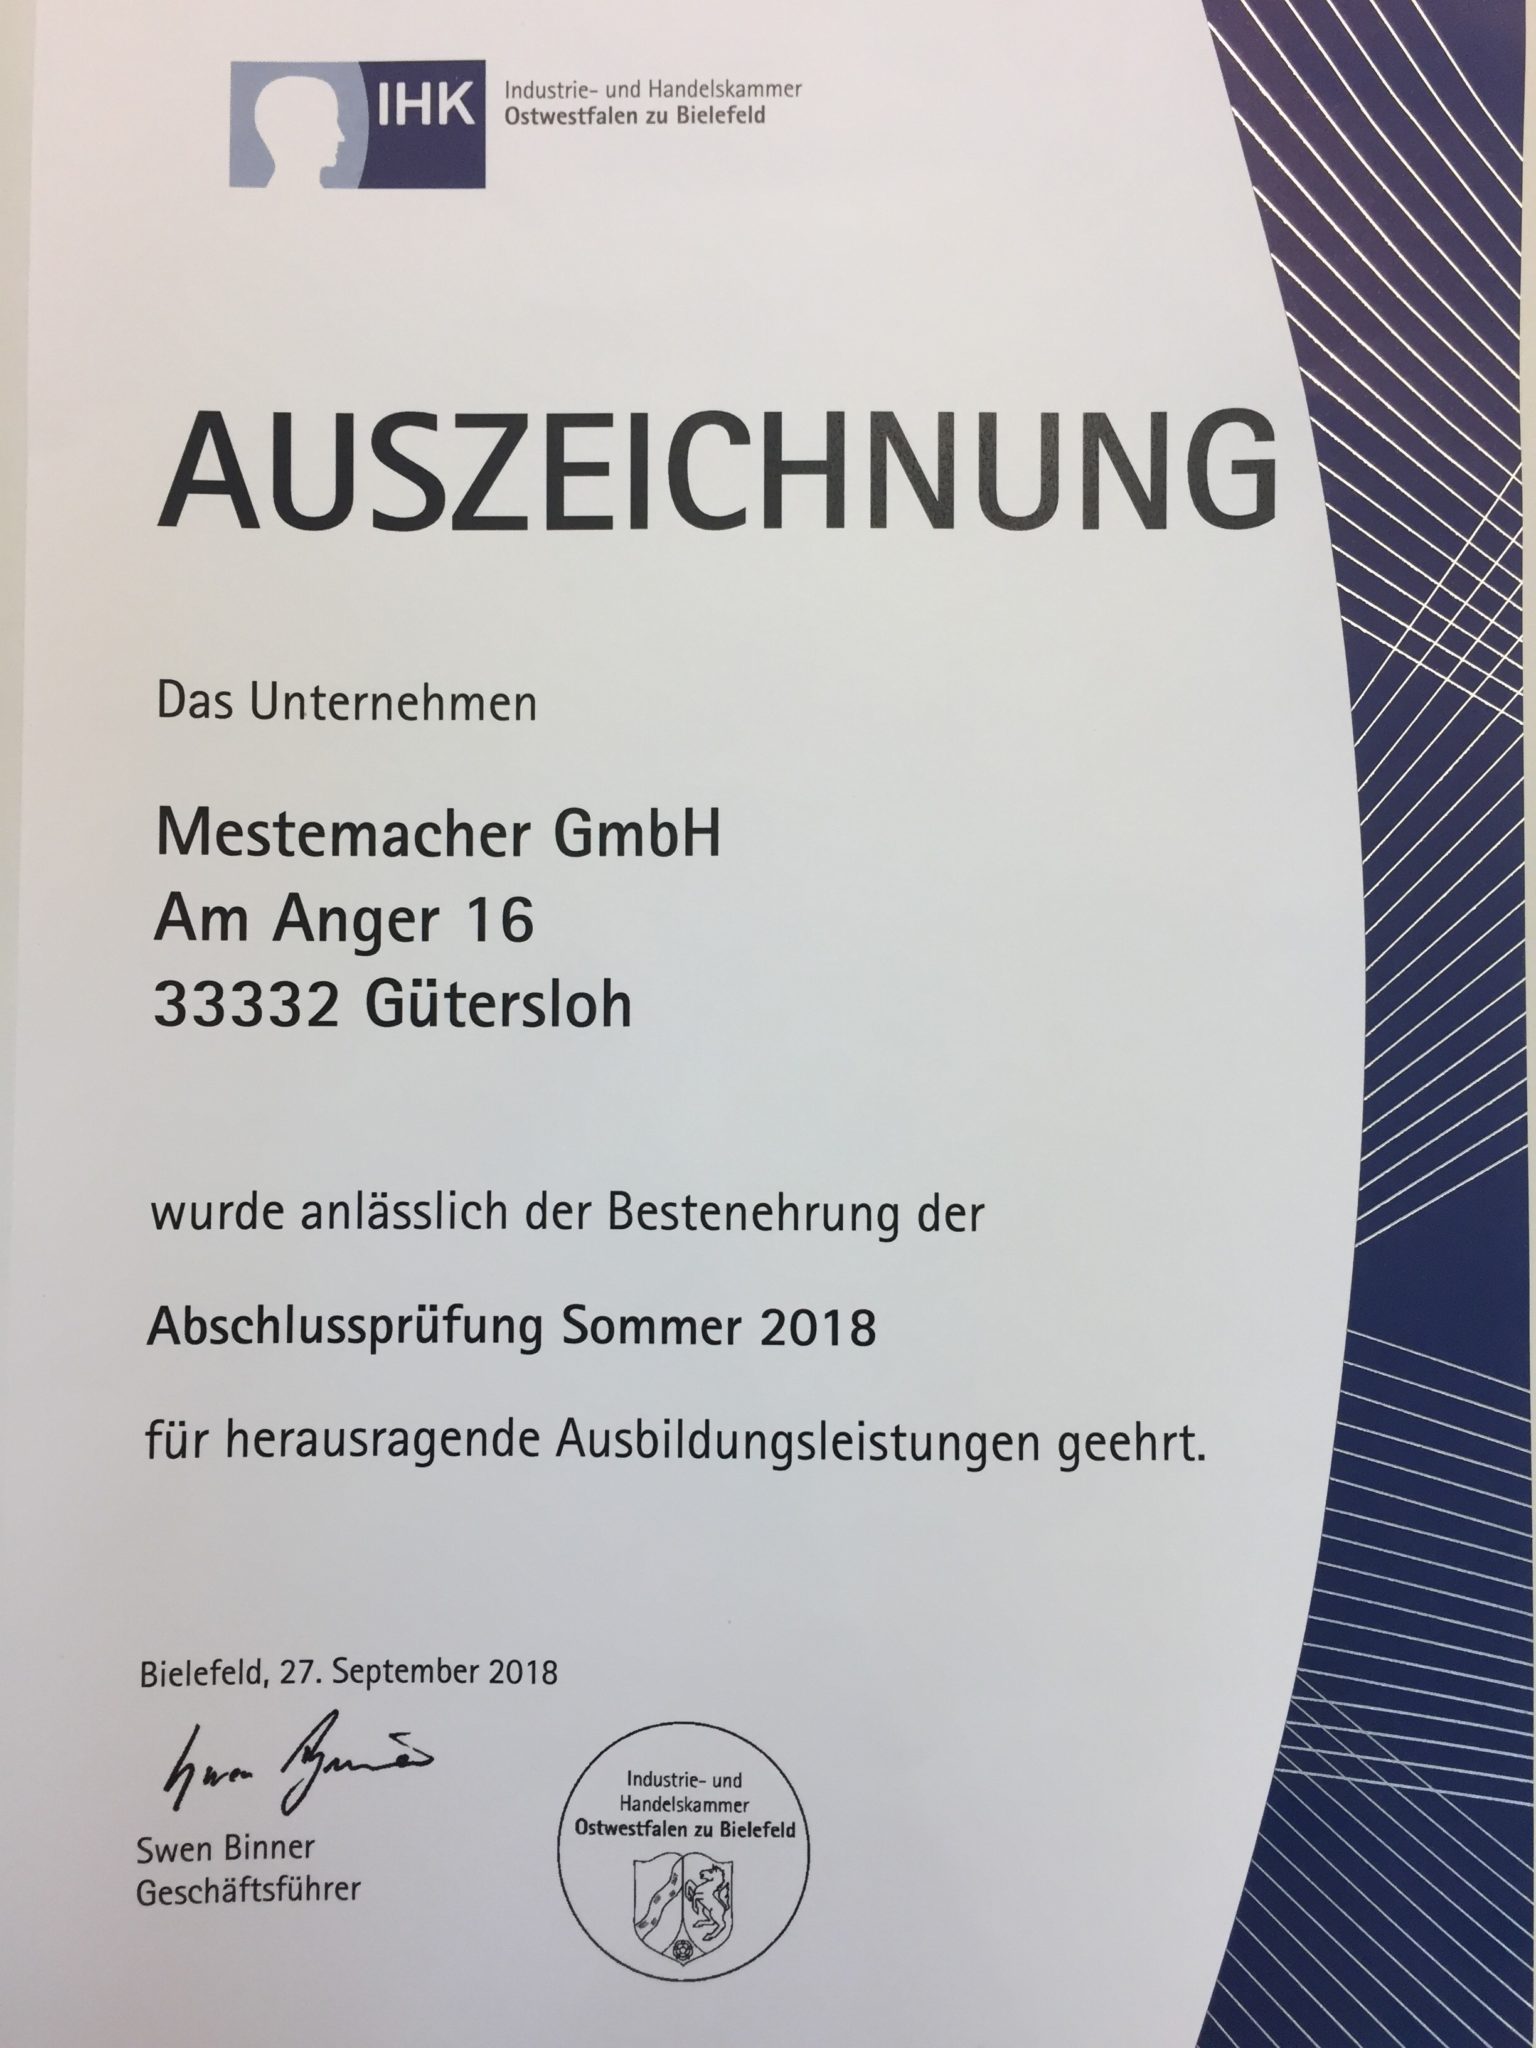 IHK
Industrie- und Handelskammer
Ostwestfalen zu Bielefeld
AUSZEICHNUNG
Das Unternehmen
Mestemacher GmbH
Am Anger 16
33332 Gütersloh
wurde anlässlich der Bestenehrung der
Abschlussprüfung Sommer 2018
für herausragende Ausbildungsleistungen geehrt.
Bielefeld, 27. September 2018
Swen Binner
Swen Binner
Geschäftsführer
Industrie- und
Handelskammer
Ostwestfalen zu Bielefeld